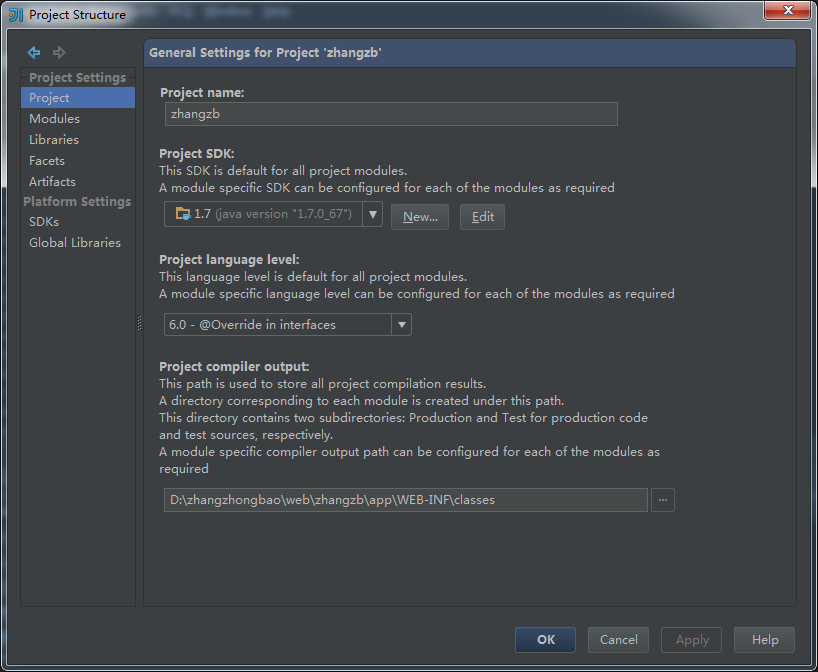 Project Structure
Project Settings
Project
Modules
Libraries
Facets
Artifacts
Platform Settings
SDKs
Global Libraries
General Settings for Project 'zhangzb'
Project name:
zhangzb
Project SDK:
This SDK is default for all project modules.
A module specific SDK can be configured for each of the modules as required
1.7 (java version "1.7.0_67")
New...
Edit
Project language level:
This language level is default for all project modules.
A module specific language level can be configured for each of the modules as required
6.0 - @Override in interfaces
Project compiler output:
This path is used to store all project compilation results.
A directory corresponding to each module is created under this path.
This directory contains two subdirectories: Production and Test for production code
and test sources, respectively.
A module specific compiler output path can be configured for each of the modules as
required
D:\zhangzhongbao\web\zhangzb\app\WEB-INF\classes
...
OK
Cancel
Apply
Help